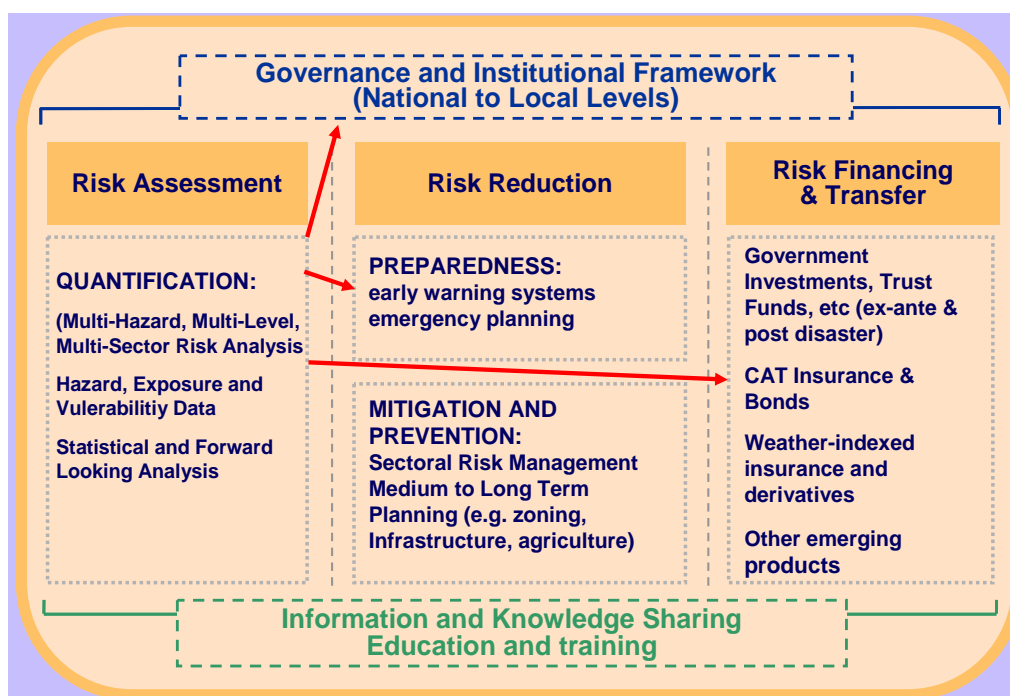 Governance and Institutional Framework
(National to Local Levels)
Risk Assessment
QUANTIFICATION:
(Multi-Hazard, Multi-Level,
Multi-Sector Risk Analysis
Hazard, Exposure and
Vulerabilitiy Data
Statistical and Forward
Looking Analysis
Risk Reduction
PREPAREDNESS:
early warning systems
emergency planning
MITIGATION AND
PREVENTION:
Sectoral Risk Management
Medium to Long Term
Planning (e.g. zoning,
Infrastructure, agriculture)
Risk Financing
& Transfer
Government
Investments, Trust
Funds, etc (ex-ante &
post disaster)
CAT Insurance &
Bonds
Weather-indexed
insurance and
derivatives
Other emerging
products
Information and Knowledge Sharing
Education and training